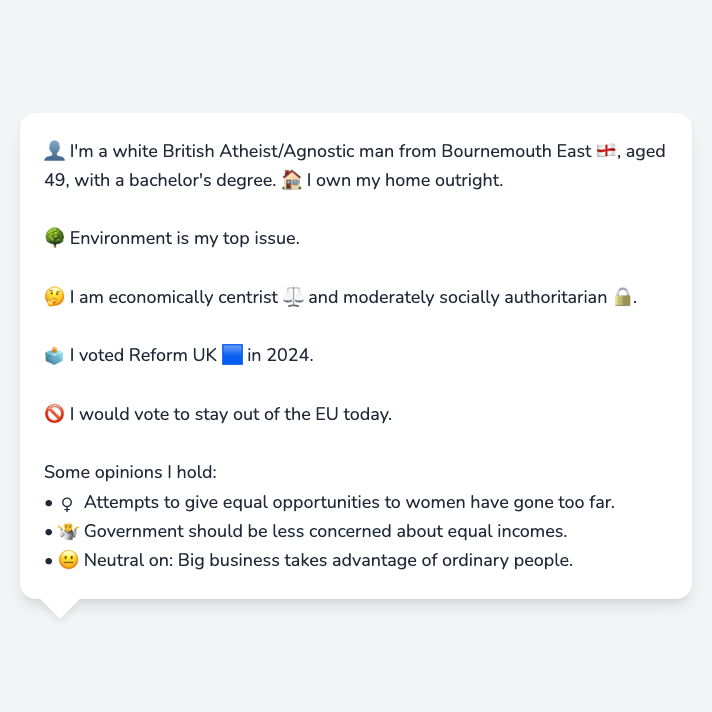 👤 I'm a white British Atheist/Agnostic man from Bournemouth East 🏴󠁧󠁢󠁥󠁮󠁧󠁿, aged
49, with a bachelor's degree. 🏠 I own my home outright.
🌳 Environment is my top issue.
🤔 I am economically centrist ⚖️ and moderately socially authoritarian 🔒.
🗳️ I voted Reform UK 🟦 in 2024.
🚫 I would vote to stay out of the EU today.
Some opinions I hold:
• ♀ Attempts to give equal opportunities to women have gone too far.
• 🤷 Government should be less concerned about equal incomes.
• 😐 Neutral on: Big business takes advantage of ordinary people.